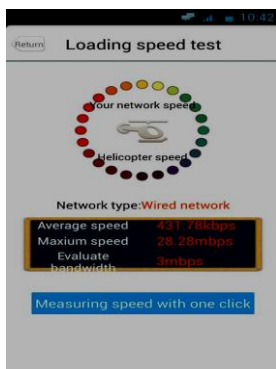 10:42
Return
Loading speed test
Your network speed
Helicopter speed
Network type:Wired network
Average speed 431.78kbps
Maxium speed 28.28mbps
Evaluate bandwidth 3mbps
Measuring speed with one click